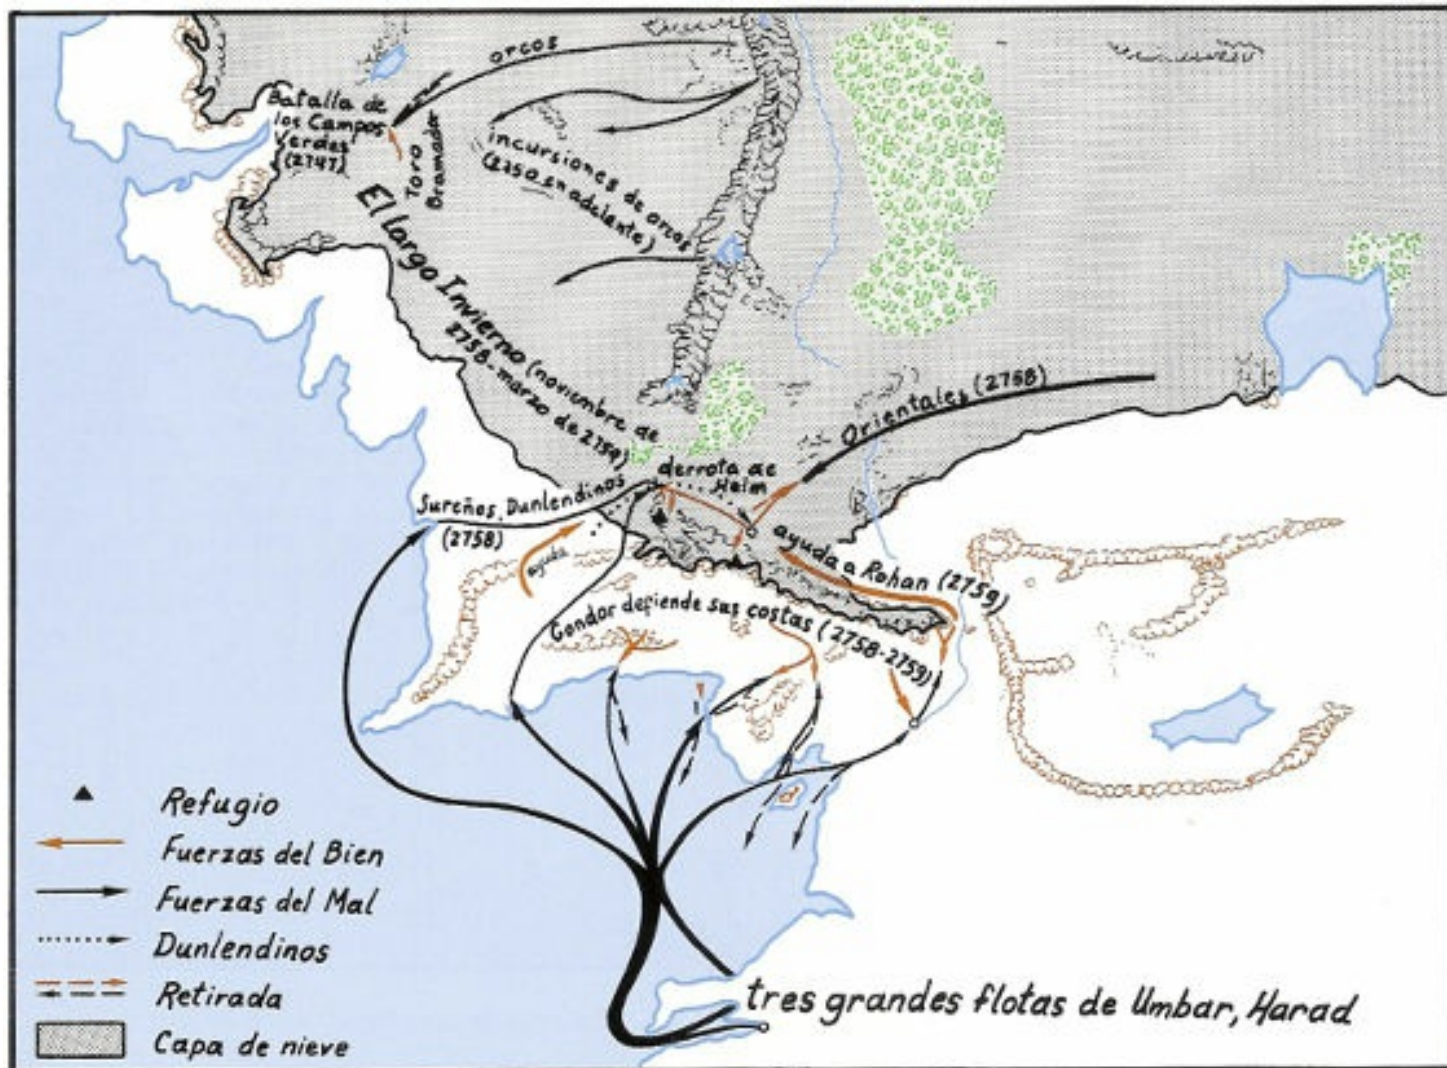 orcos
Batalla de
los Campos
Verdes
(2747)
Toro
Bramador
incursiones de orcos
(2750 en adelante)
El largo Invierno (noviembre de
2758-marzo de 2759)
Orientales (2758)
derrota de
Helm
Sureños, Dunlendinos
(2758)
ayuda
ayuda a Rohan (2759)
Gondor defiende sus costas (2758-2759)
Refugio
Fuerzas del Bien
Fuerzas del Mal
Dunlendinos
Retirada
Capa de nieve
tres grandes flotas de Umbar, Harad